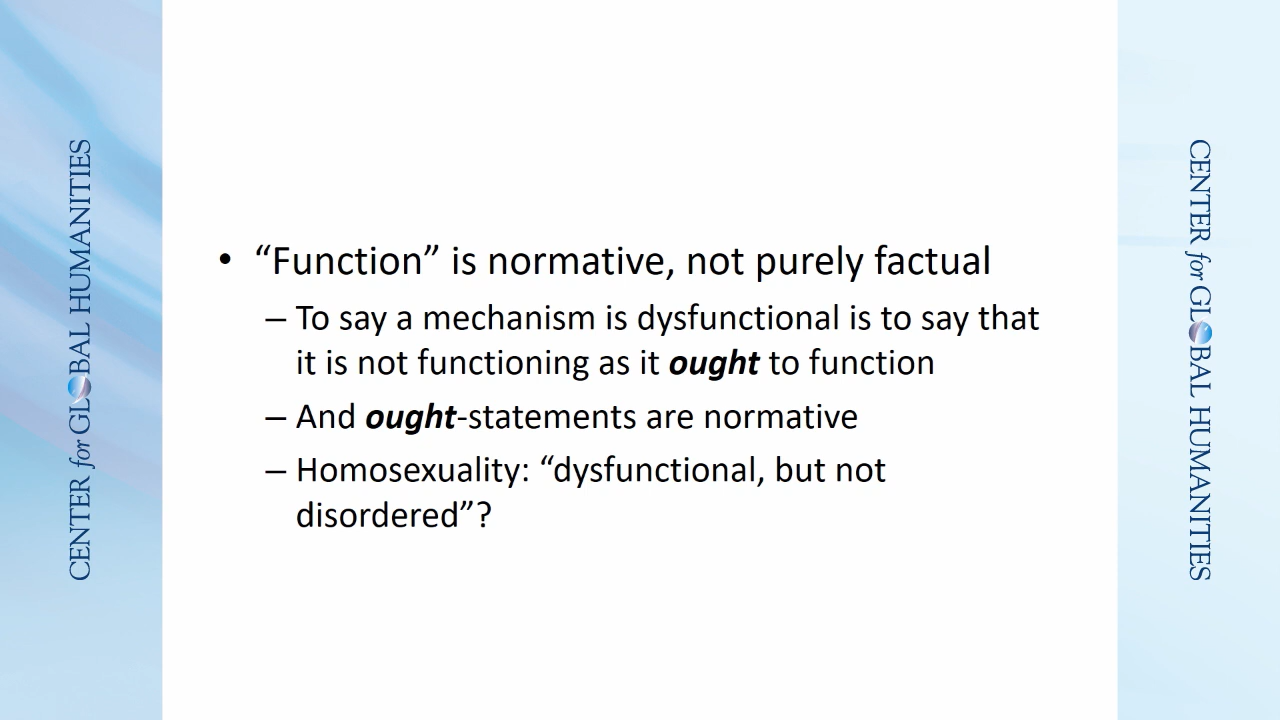 CENTER for GLOBAL HUMANITIES
• “Function” is normative, not purely factual
– To say a mechanism is dysfunctional is to say that
it is not functioning as it ought to function
– And ought-statements are normative
– Homosexuality: “dysfunctional, but not
disordered”?
CENTER for GLOBAL HUMANITIES